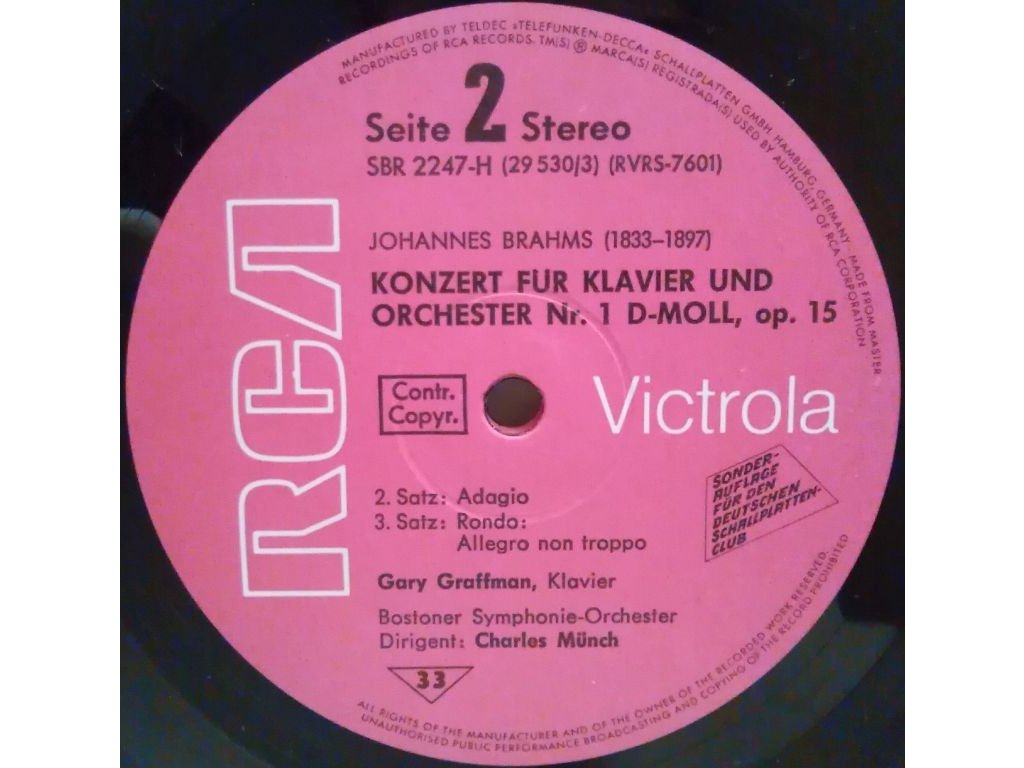 MANUFACTURED BY TELDEC »TELEFUNKEN-DECCA« SCHALLPLATTEN GMBH, HAMBURG, GERMANY - MADE FROM MASTER
RECORDINGS OF RCA RECORDS. TM(S) ® MARCA(S) REGISTRADA(S) USED BY AUTHORITY OF RCA CORPORATION
Seite 2 Stereo
SBR 2247-H (29 530/3) (RVRS-7601)
RCA
JOHANNES BRAHMS (1833–1897)
KONZERT FÜR KLAVIER UND
ORCHESTER Nr. 1 D-MOLL, op. 15
Contr.
Copyr.
Victrola
SONDER-
AUFLAGE
FÜR DEN
DEUTSCHEN
SCHALLPLATTEN-
CLUB
2. Satz: Adagio
3. Satz: Rondo:
Allegro non troppo
Gary Graffman, Klavier
Bostoner Symphonie-Orchester
Dirigent: Charles Münch
33
ALL RIGHTS OF THE MANUFACTURER AND OF THE OWNER OF THE RECORDED WORK RESERVED.
UNAUTHORISED PUBLIC PERFORMANCE BROADCASTING AND COPYING OF THE RECORD PROHIBITED